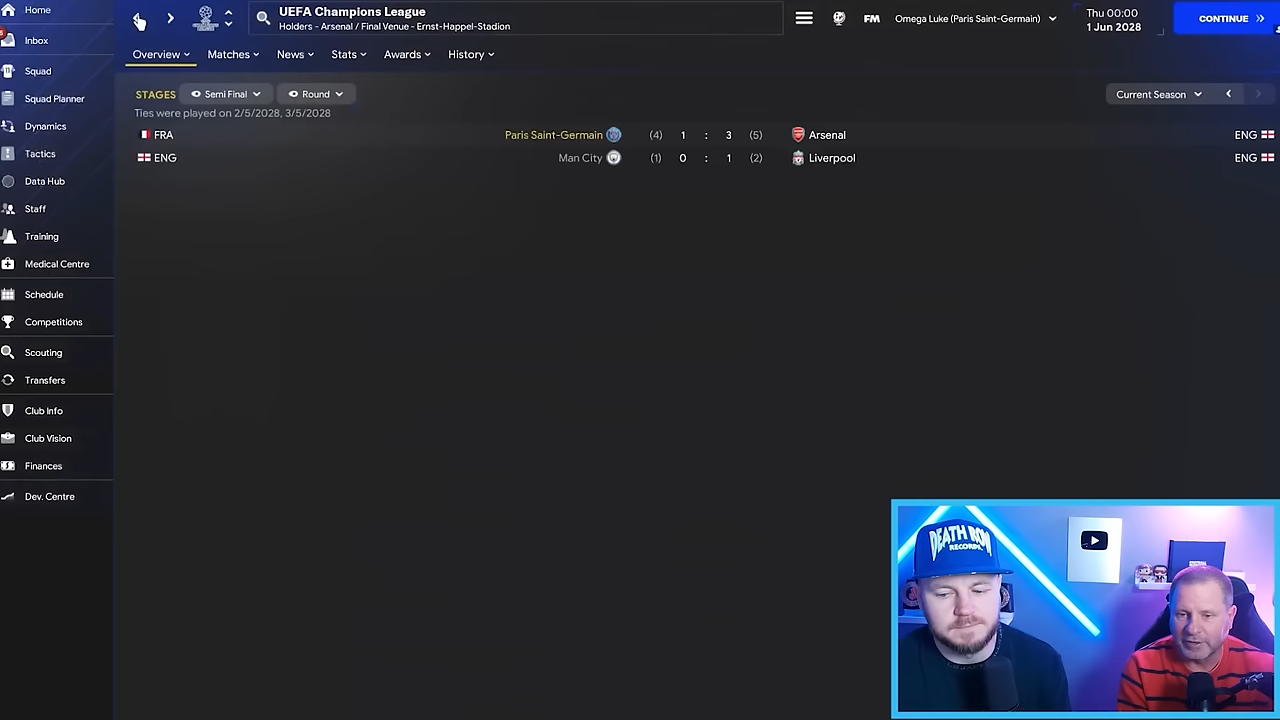 UEFA Champions League
Holders - Arsenal / Final Venue - Ernst-Happel-Stadion
FM
Omega Luke (Paris Saint-Germain)
Thu 00:00
1 Jun 2028
CONTINUE
Overview
Matches
News
Stats
Awards
History
Home
Inbox
Squad
Squad Planner
Dynamics
Tactics
Data Hub
Staff
Training
Medical Centre
Schedule
Competitions
Scouting
Transfers
Club Info
Club Vision
Finances
Dev. Centre
STAGES Semi Final Round Current Season
Ties were played on 2/5/2028, 3/5/2028
FRA Paris Saint-Germain (4) 1 : 3 (5) Arsenal ENG
ENG Man City (1) 0 : 1 (2) Liverpool ENG
DEATH ROW
RECORDS